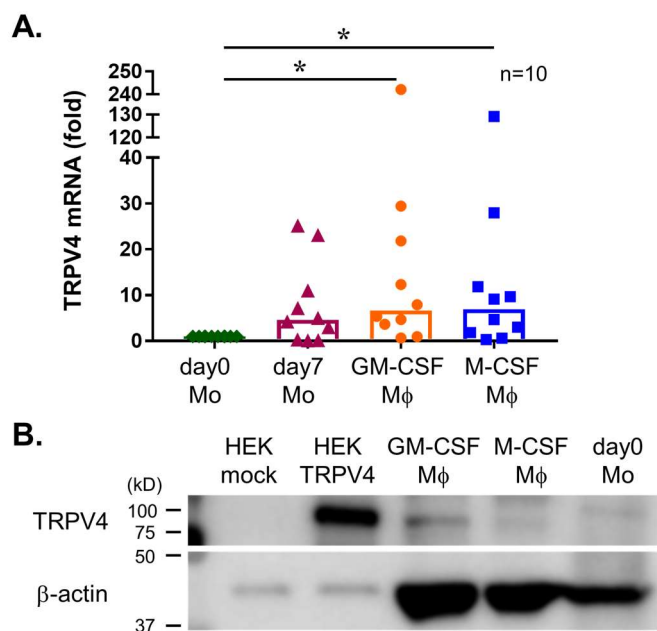 A.
*
*
n=10
TRPV4 mRNA (fold)
250
240
130
120
40
30
20
10
0
day0
Mo
day7
Mo
GM-CSF
Mϕ
M-CSF
Mϕ
B.
HEK
mock
HEK
TRPV4
GM-CSF
Mϕ
M-CSF
Mϕ
day0
Mo
(kD)
TRPV4
100
75
50
β-actin
37